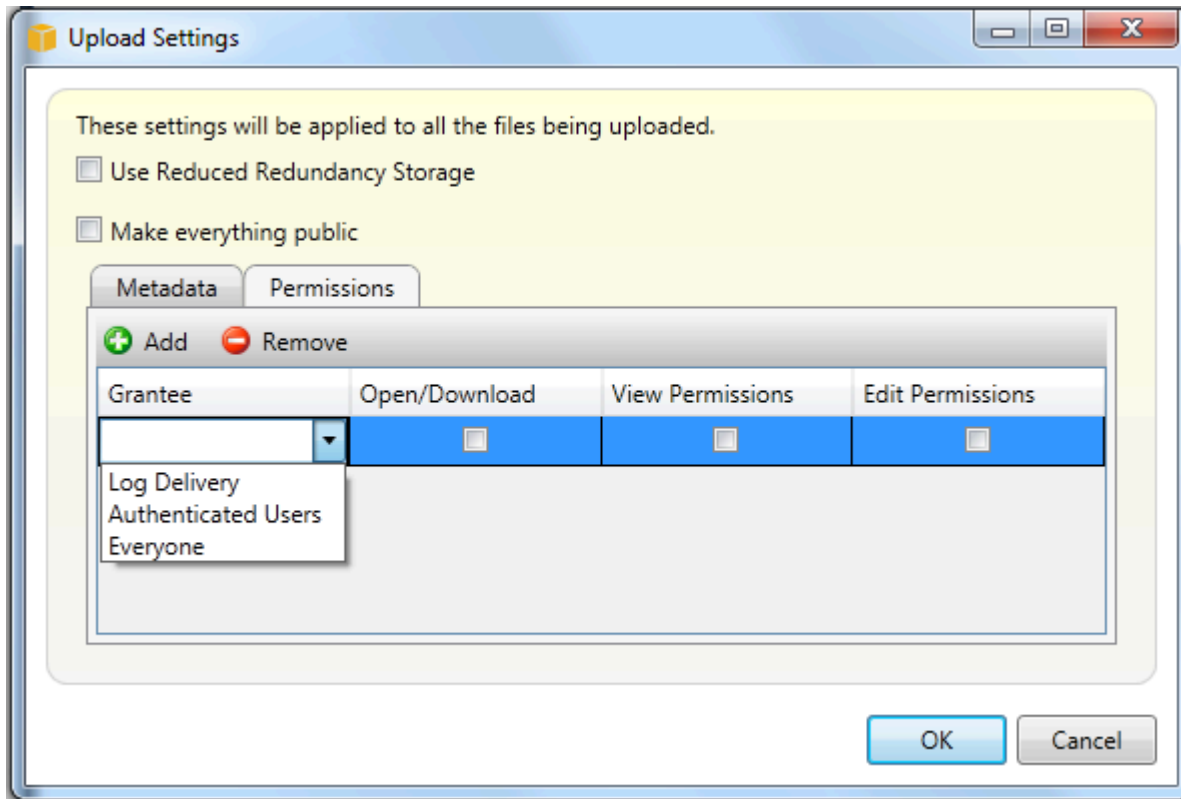 Upload Settings
These settings will be applied to all the files being uploaded.
Use Reduced Redundancy Storage
Make everything public
Metadata Permissions
Add Remove
Grantee Open/Download View Permissions Edit Permissions
Log Delivery
Authenticated Users
Everyone
OK Cancel